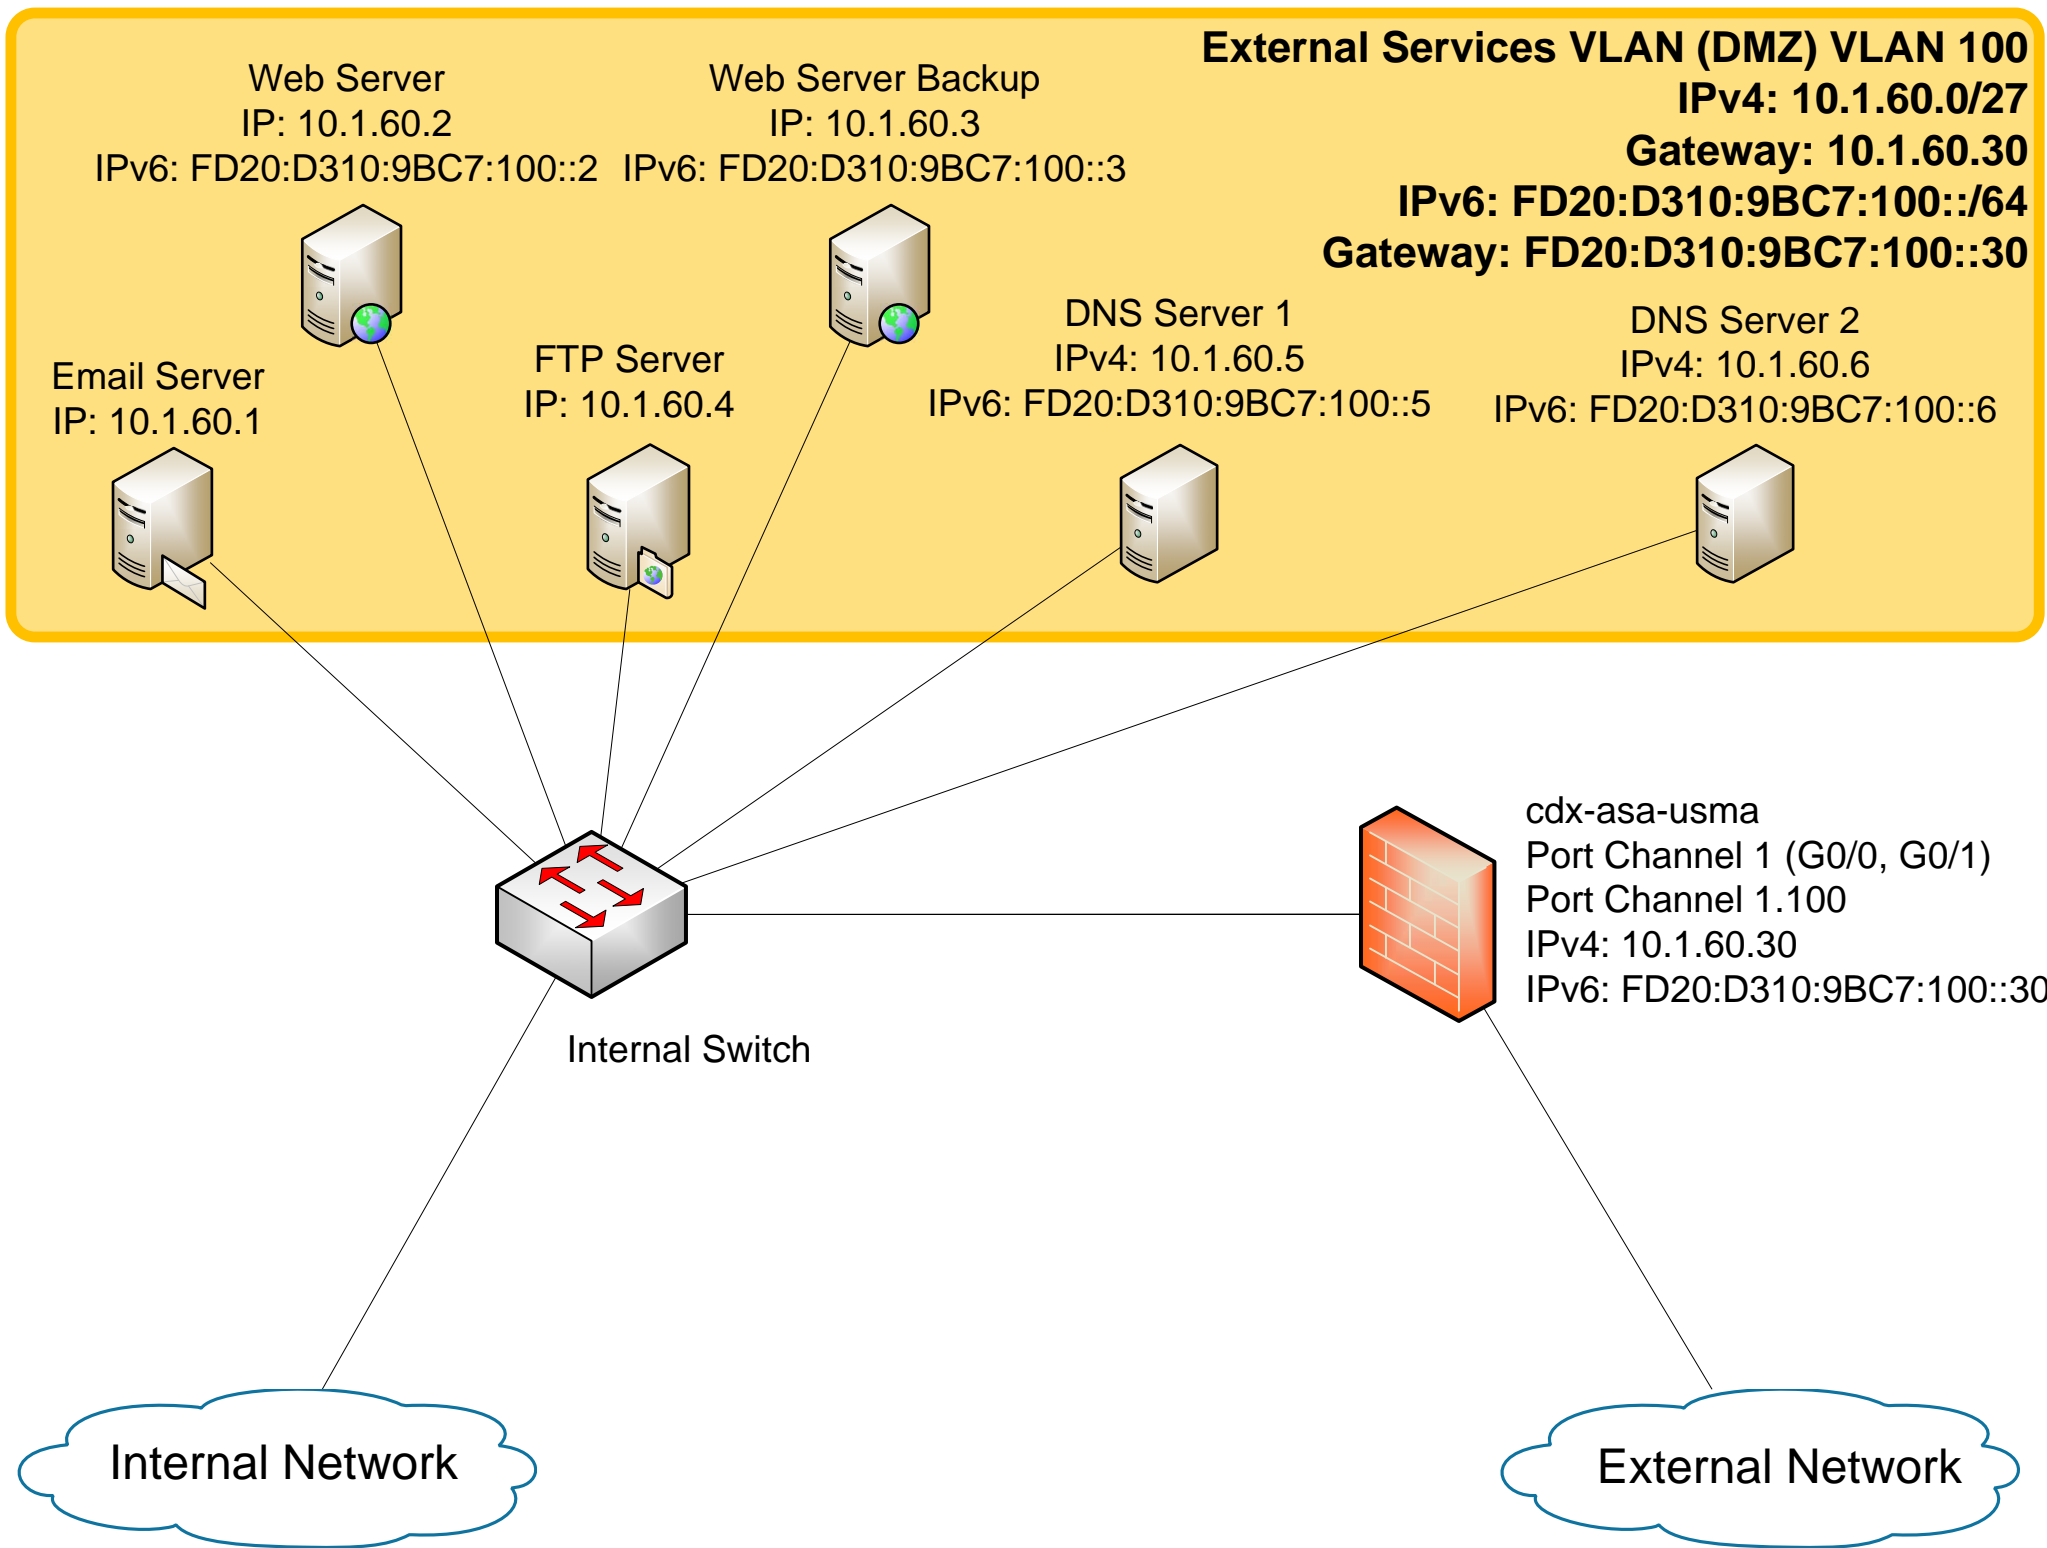 External Services VLAN (DMZ) VLAN 100
IPv4: 10.1.60.0/27
Gateway: 10.1.60.30
IPv6: FD20:D310:9BC7:100::/64
Gateway: FD20:D310:9BC7:100::30
Web Server
IP: 10.1.60.2
IPv6: FD20:D310:9BC7:100::2
Web Server Backup
IP: 10.1.60.3
IPv6: FD20:D310:9BC7:100::3
Email Server
IP: 10.1.60.1
FTP Server
IP: 10.1.60.4
DNS Server 1
IPv4: 10.1.60.5
IPv6: FD20:D310:9BC7:100::5
DNS Server 2
IPv4: 10.1.60.6
IPv6: FD20:D310:9BC7:100::6
cdx-asa-usma
Port Channel 1 (G0/0, G0/1)
Port Channel 1.100
IPv4: 10.1.60.30
IPv6: FD20:D310:9BC7:100::30
Internal Switch
Internal Network
External Network